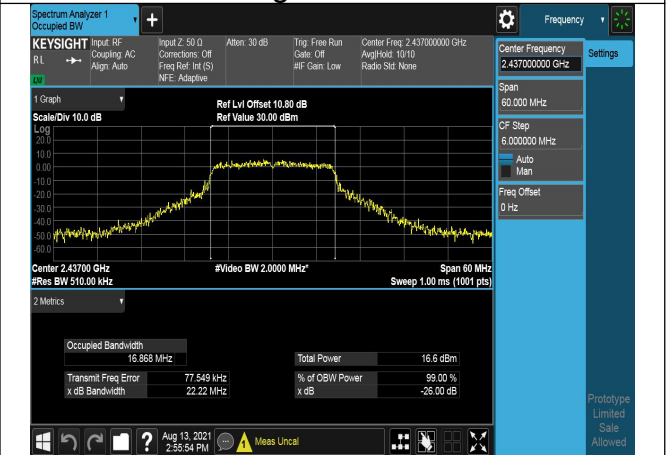 Spectrum Analyzer 1
Occupied BW
+
Frequency
KEYSIGHT
RL
LNI
Input: RF
Coupling: AC
Align: Auto
Input Z: 50 Ω
Corrections: Off
Freq Ref: Int (S)
NFE: Adaptive
Atten: 30 dB
Trig: Free Run
Gate: Off
#IF Gain: Low
Center Freq: 2.437000000 GHz
Avg|Hold: 10/10
Radio Std: None
Center Frequency
2.437000000 GHz
Settings
Span
60.000 MHz
CF Step
6.000000 MHz
Auto
Man
Freq Offset
0 Hz
1 Graph
Scale/Div 10.0 dB
Ref Lvl Offset 10.80 dB
Ref Value 30.00 dBm
Log
20.0
10.0
0.00
-10.0
-20.0
-30.0
-40.0
-50.0
-60.0
Center 2.43700 GHz
#Video BW 2.0000 MHz*
Span 60 MHz
#Res BW 510.00 kHz
Sweep 1.00 ms (1001 pts)
2 Metrics
Occupied Bandwidth
16.868 MHz
Total Power 16.6 dBm
Transmit Freq Error 77.549 kHz
% of OBW Power 99.00 %
x dB Bandwidth 22.22 MHz
x dB -26.00 dB
Prototype
Limited
Sale
Allowed
?
Aug 13, 2021
2:55:54 PM
1
Meas Uncal